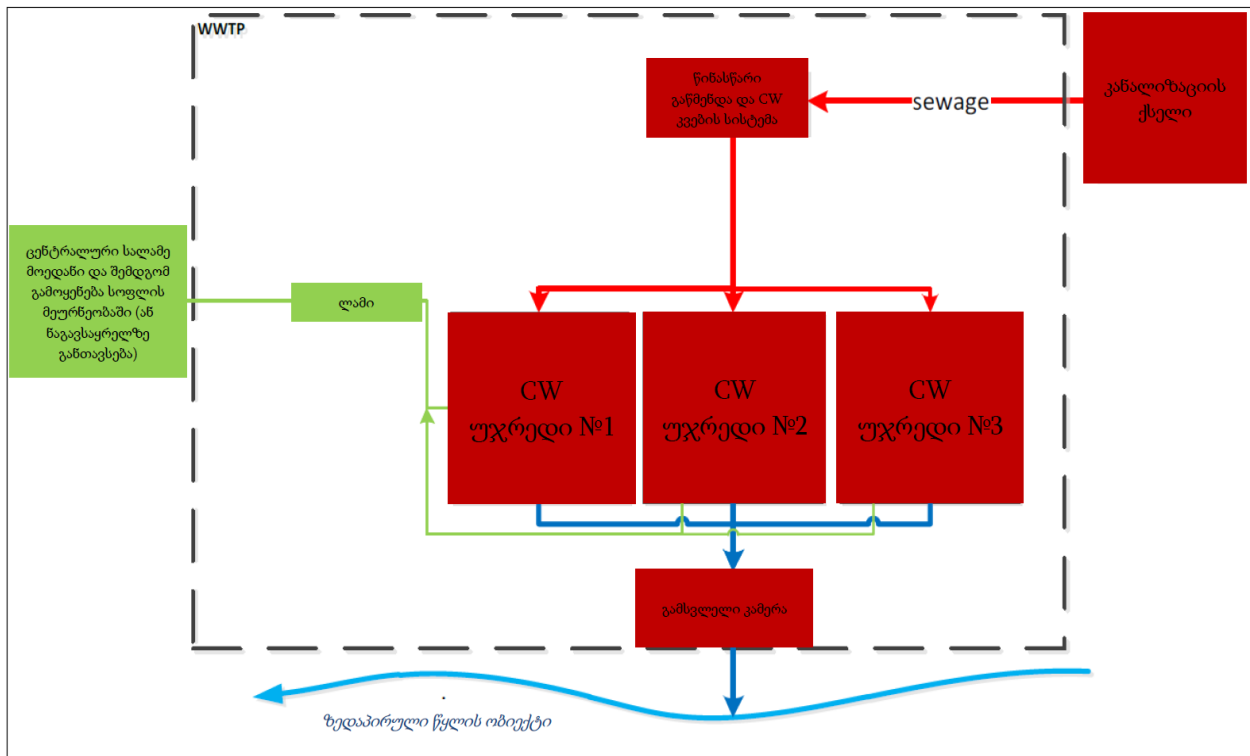 WWTP
წინასწარი
გაწმენდა და CW
კვების სისტემა
sewage
კანალიზაციის
ქსელი
ცენტრალური სალამე
მოედანი და შემდგომ
გამოყენება სოფლის
მეურნეობაში (ან
ნაგავსაყრელზე
განთავსება)
ლამი
CW
უჯრედი №1
CW
უჯრედი №2
CW
უჯრედი №3
გამსვლელი კამერა
ზედაპირული წყლის ობიექტი